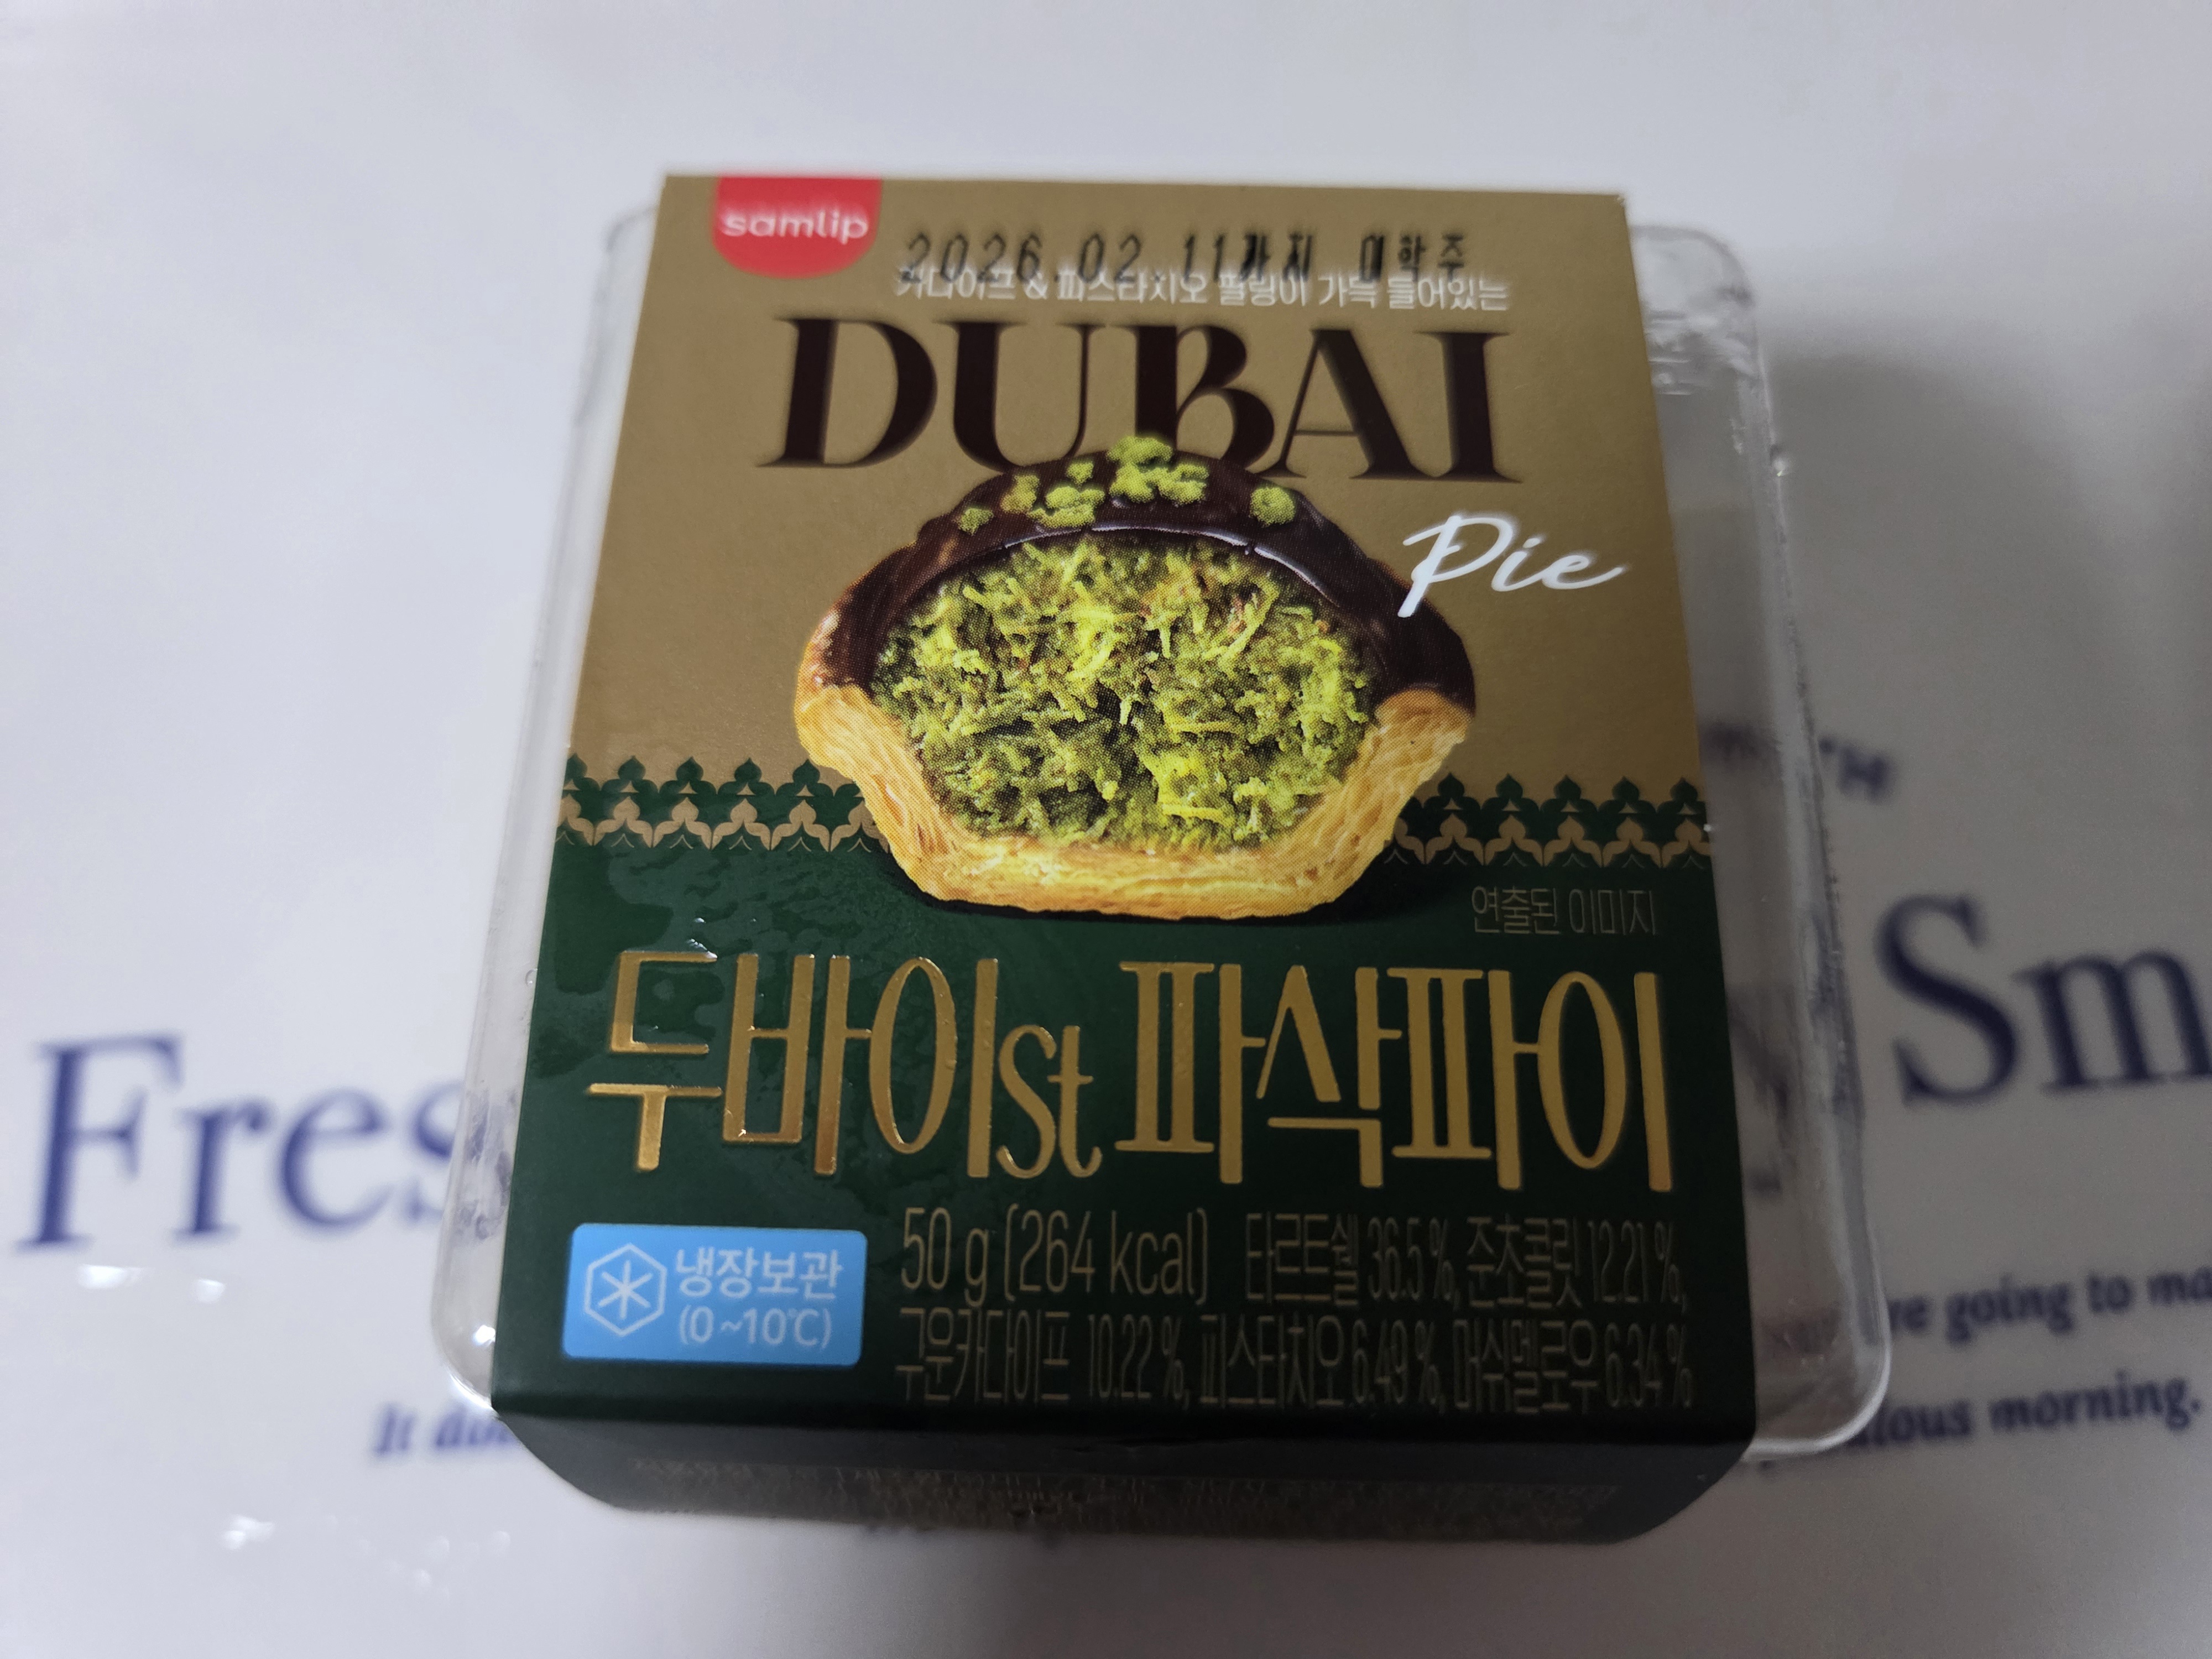 samlip
2026.02.11까지
카다이프 & 피스타치오 필링이 가득 들어있는
DUBAI
Pie
연출된 이미지
두바이st 파삭파이
냉장보관
(0~10℃)
50 g (264 kcal) 타르트쉘 36.5 %, 준초콜릿 12.21 %,
구운카다이프 10.22 %, 피스타치오 6.49 %, 마쉬멜로우 6.34 %
Fres
Sm
re going to ma
It do
morning.